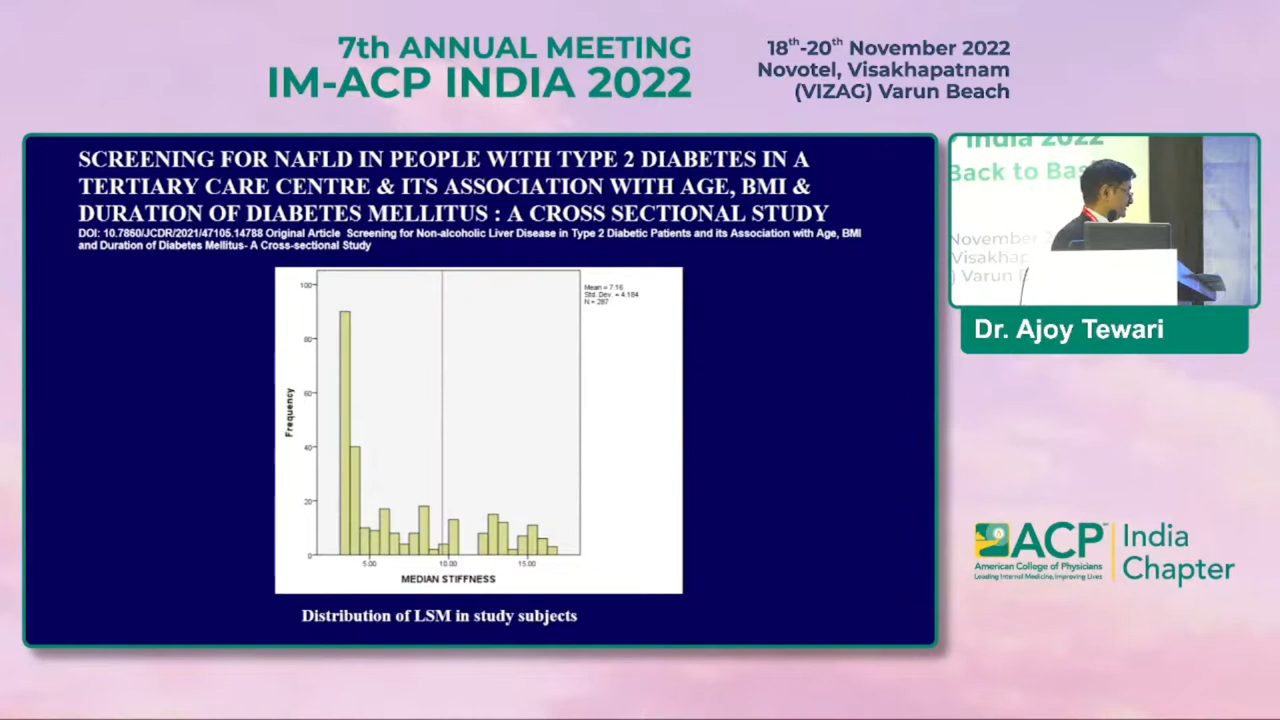 7th ANNUAL MEETING
IM-ACP INDIA 2022
18th-20th November 2022
Novotel, Visakhapatnam
(VIZAG) Varun Beach
SCREENING FOR NAFLD IN PEOPLE WITH TYPE 2 DIABETES IN A
TERTIARY CARE CENTRE & ITS ASSOCIATION WITH AGE, BMI &
DURATION OF DIABETES MELLITUS : A CROSS SECTIONAL STUDY
DOI: 10.7860/JCDR/2021/47105.14788 Original Article Screening for Non-alcoholic Liver Disease in Type 2 Diabetic Patients and its Association with Age, BMI
and Duration of Diabetes Mellitus- A Cross-sectional Study
Mean = 7.16
Std. Dev. = 4.184
N = 287
100
80
60
40
20
0
Frequency
5.00 10.00 15.00
MEDIAN STIFFNESS
Distribution of LSM in study subjects
India 2022
Back to Bas
November 2
Visakhap
) Varun B
Dr. Ajoy Tewari
ACP
American College of Physicians
Leading Internal Medicine, Improving Lives
India
Chapter